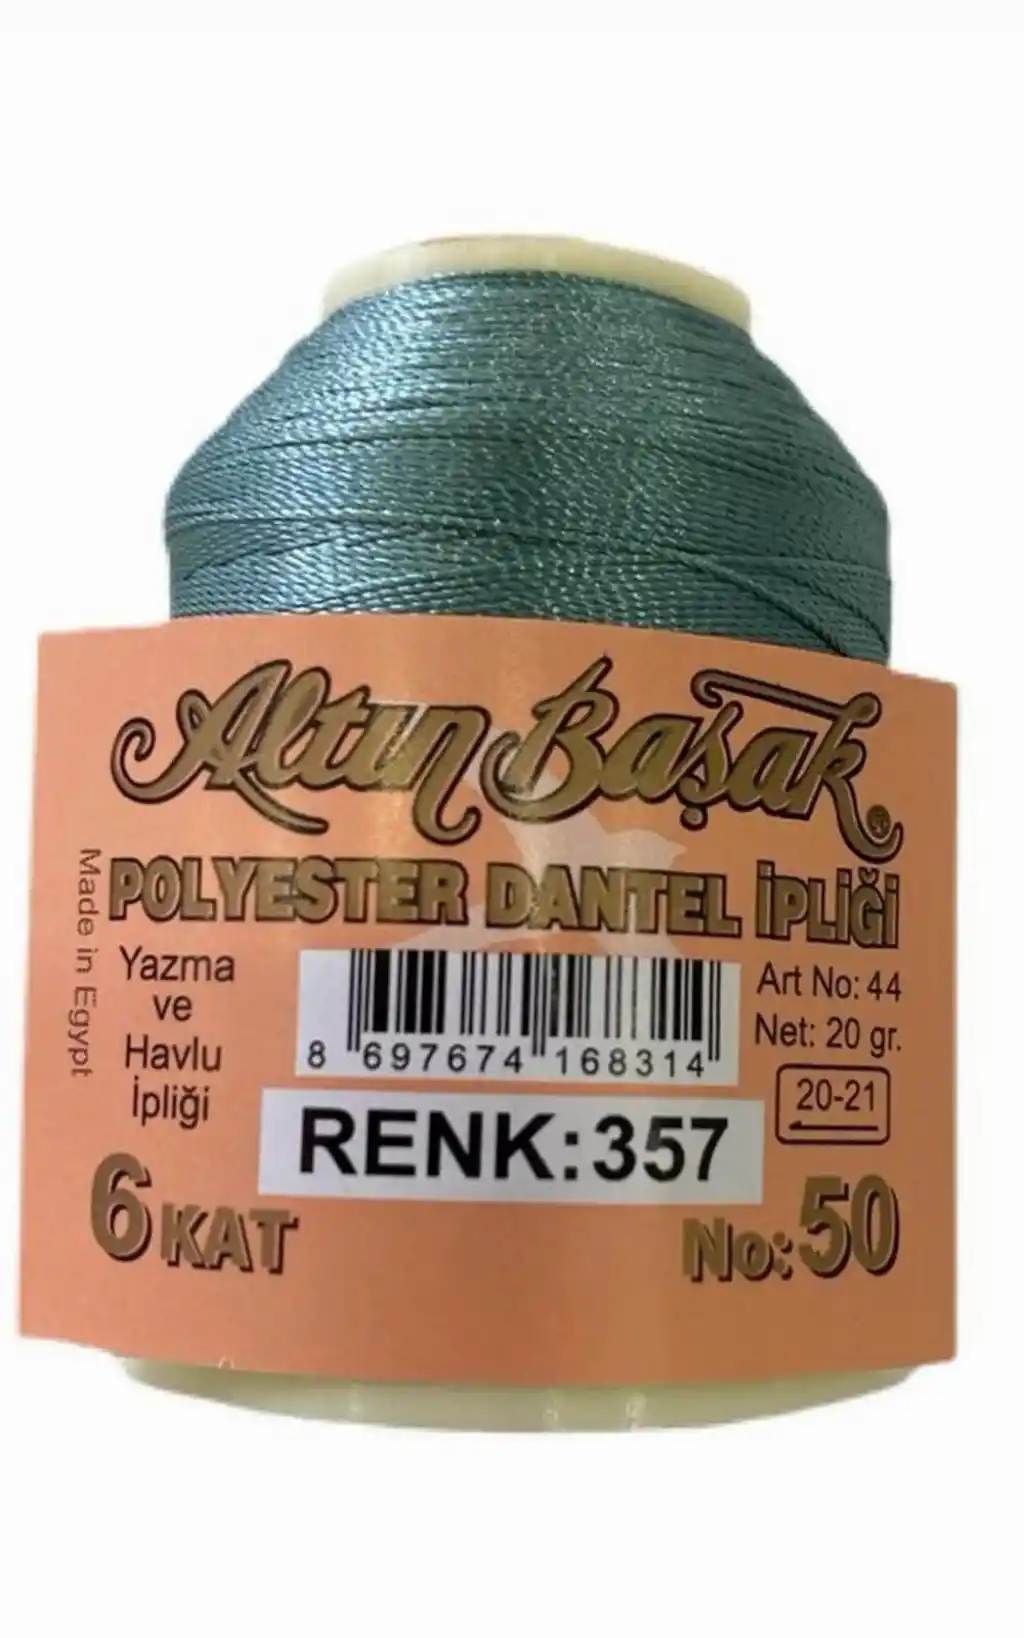 Altın Başak
POLYESTER DANTEL İPLİĞİ
Made in Egypt
Yazma
ve
Havlu
İpliği
8 697674 168314
Art No: 44
Net: 20 gr.
20-21
RENK:357
6 KAT
No:50